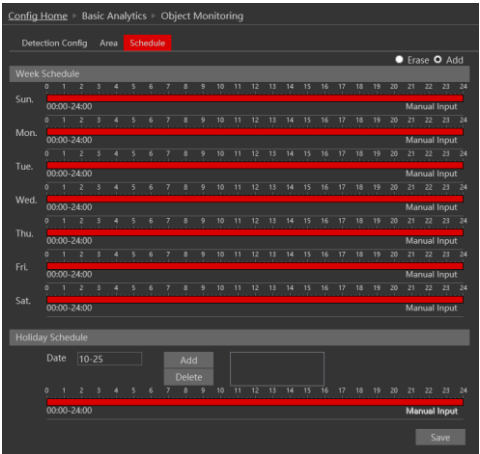 Config Home ▸ Basic Analytics ▸ Object Monitoring
Detection Config Area Schedule
Erase Add
Week Schedule
0 1 2 3 4 5 6 7 8 9 10 11 12 13 14 15 16 17 18 19 20 21 22 23 24
Sun.
00:00-24:00 Manual Input
0 1 2 3 4 5 6 7 8 9 10 11 12 13 14 15 16 17 18 19 20 21 22 23 24
Mon.
00:00-24:00 Manual Input
0 1 2 3 4 5 6 7 8 9 10 11 12 13 14 15 16 17 18 19 20 21 22 23 24
Tue.
00:00-24:00 Manual Input
0 1 2 3 4 5 6 7 8 9 10 11 12 13 14 15 16 17 18 19 20 21 22 23 24
Wed.
00:00-24:00 Manual Input
0 1 2 3 4 5 6 7 8 9 10 11 12 13 14 15 16 17 18 19 20 21 22 23 24
Thu.
00:00-24:00 Manual Input
0 1 2 3 4 5 6 7 8 9 10 11 12 13 14 15 16 17 18 19 20 21 22 23 24
Fri.
00:00-24:00 Manual Input
0 1 2 3 4 5 6 7 8 9 10 11 12 13 14 15 16 17 18 19 20 21 22 23 24
Sat.
00:00-24:00 Manual Input
Holiday Schedule
Date 10-25 Add
Delete
0 1 2 3 4 5 6 7 8 9 10 11 12 13 14 15 16 17 18 19 20 21 22 23 24
00:00-24:00 Manual Input
Save